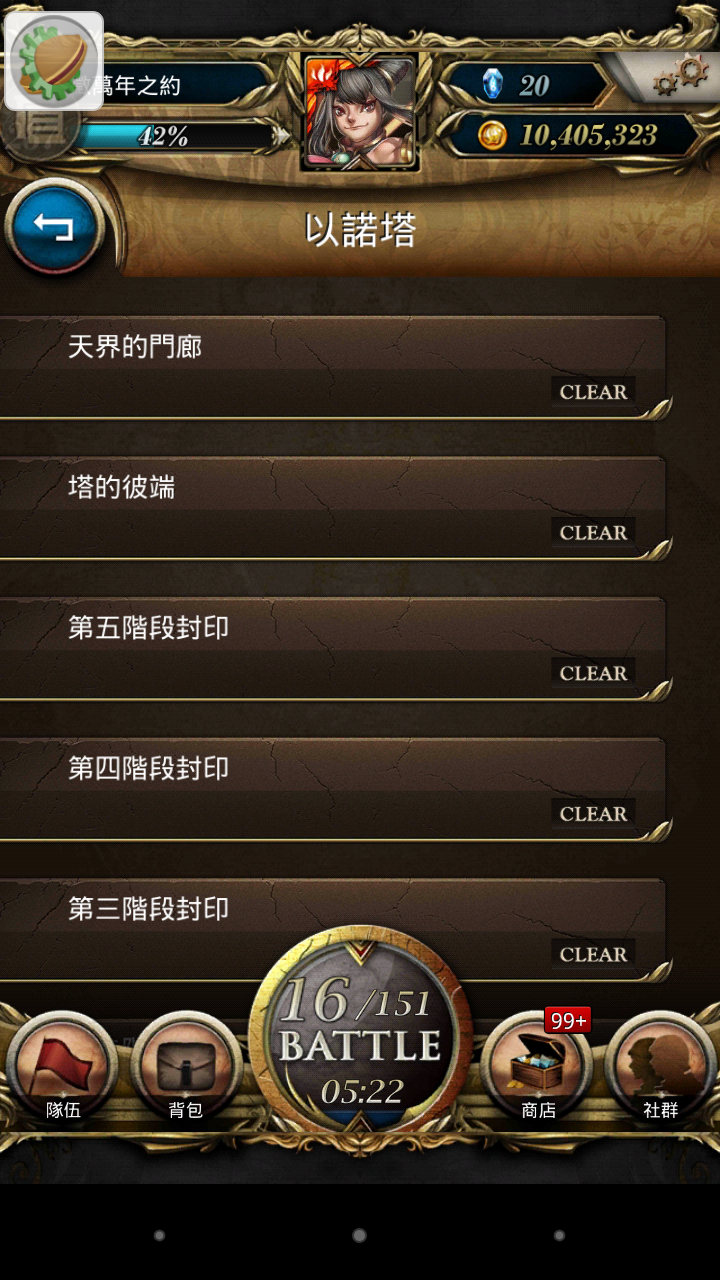 萬年之約
20
42%
10,405,323
以諾塔
天界的門廊
CLEAR
塔的彼端
CLEAR
第五階段封印
CLEAR
第四階段封印
CLEAR
第三階段封印
CLEAR
16/151
BATTLE
05:22
99+
隊伍
背包
商店
社群